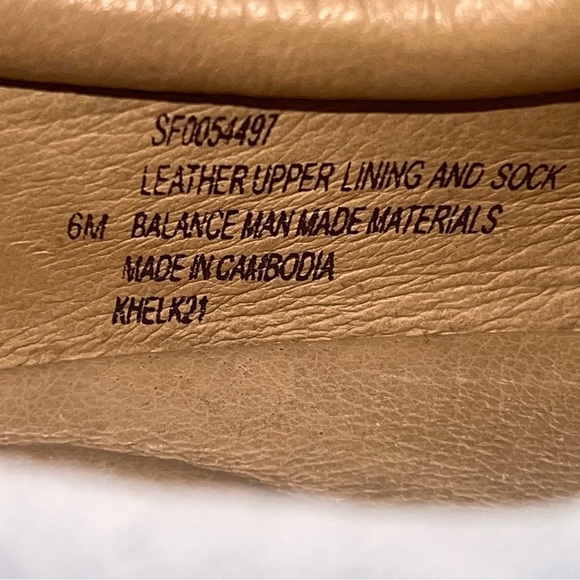 SF0054497
LEATHER UPPER LINING AND SOCK
6M BALANCE MAN MADE MATERIALS
MADE IN CAMBODIA
KHELK21